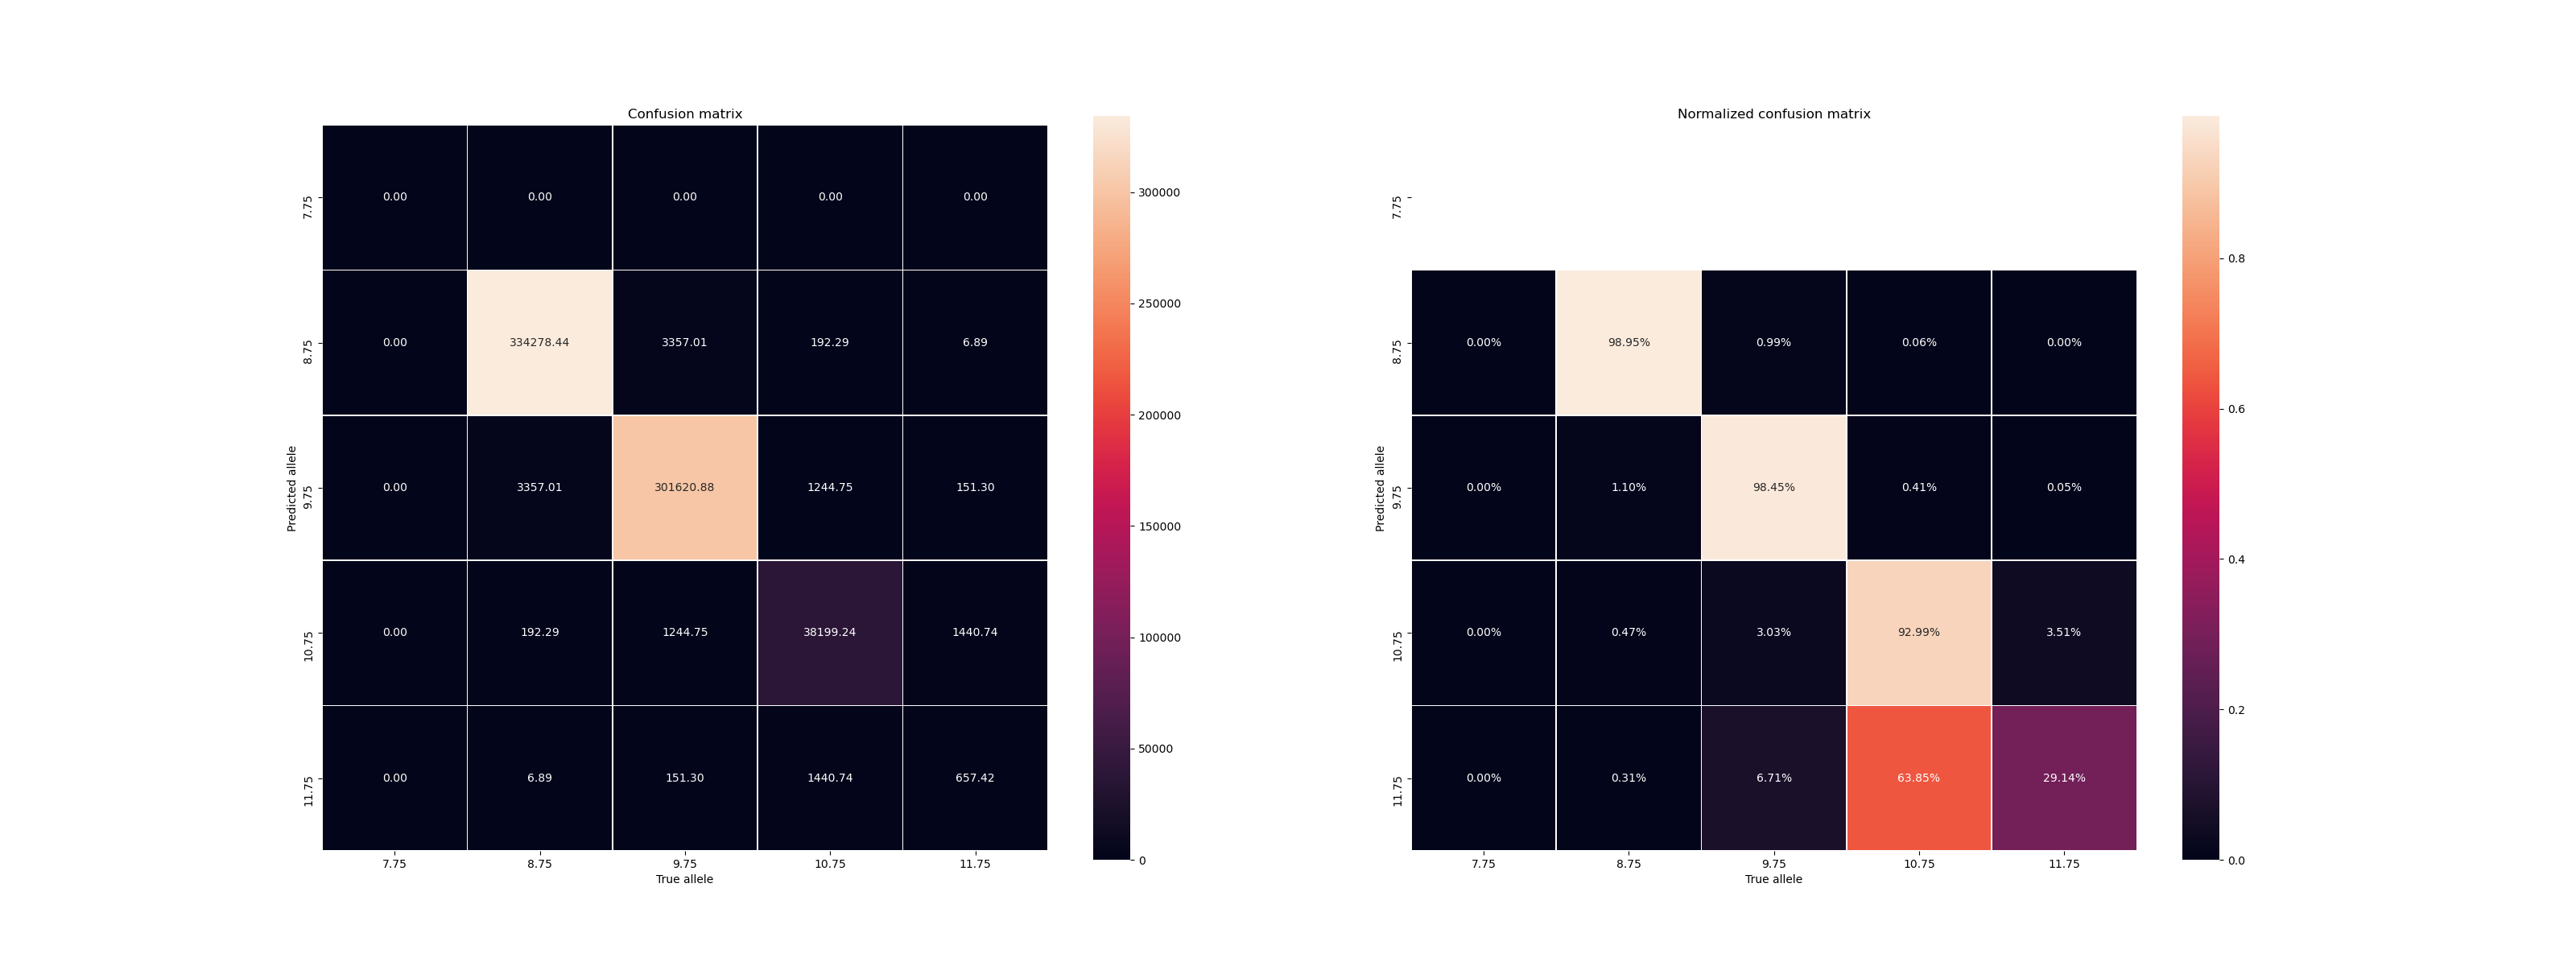 Confusion matrix
Predicted allele
7.75 0.00 0.00 0.00 0.00 0.00
8.75 0.00 334278.44 3357.01 192.29 6.89
9.75 0.00 3357.01 301620.88 1244.75 151.30
10.75 0.00 192.29 1244.75 38199.24 1440.74
11.75 0.00 6.89 151.30 1440.74 657.42
7.75 8.75 9.75 10.75 11.75
True allele
300000
250000
200000
150000
100000
50000
0
Normalized confusion matrix
Predicted allele
7.75
8.75 0.00% 98.95% 0.99% 0.06% 0.00%
9.75 0.00% 1.10% 98.45% 0.41% 0.05%
10.75 0.00% 0.47% 3.03% 92.99% 3.51%
11.75 0.00% 0.31% 6.71% 63.85% 29.14%
7.75 8.75 9.75 10.75 11.75
True allele
0.8
0.6
0.4
0.2
0.0